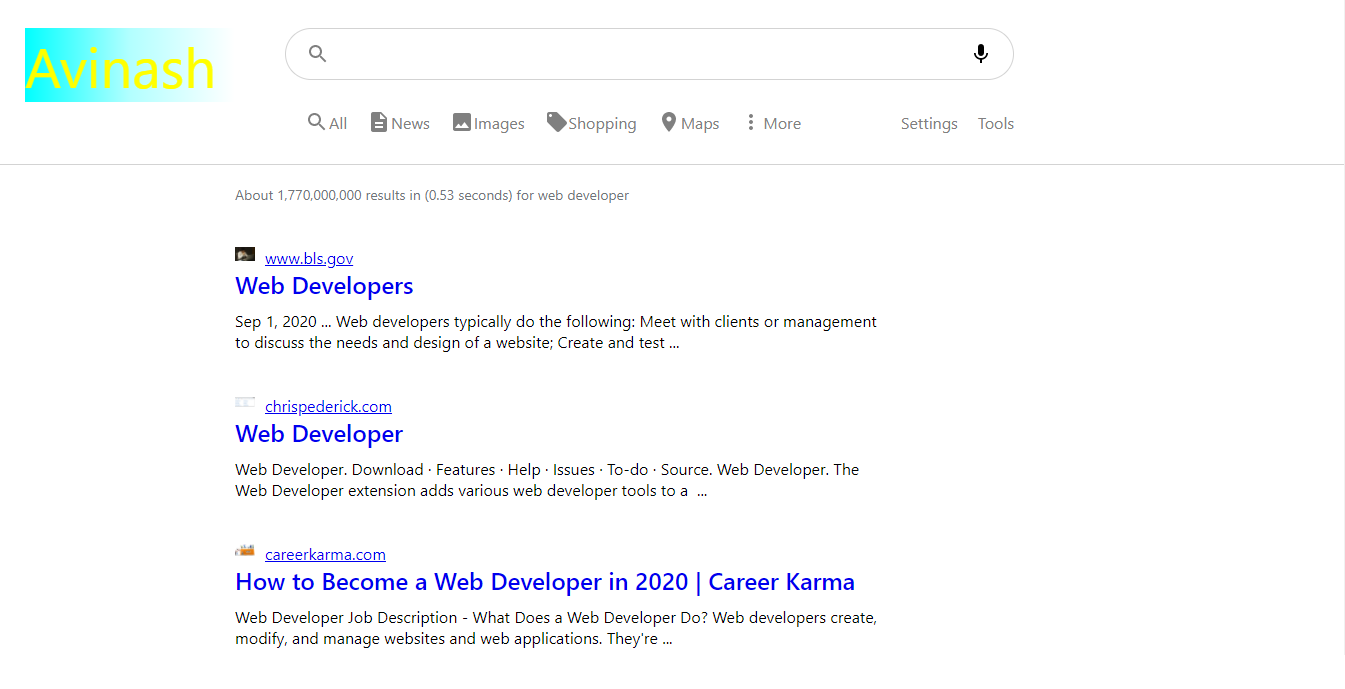 Avinash
All News Images Shopping Maps More Settings Tools
About 1,770,000,000 results in (0.53 seconds) for web developer
www.bls.gov
Web Developers
Sep 1, 2020 ... Web developers typically do the following: Meet with clients or management
to discuss the needs and design of a website; Create and test ...
chrispederick.com
Web Developer
Web Developer. Download · Features · Help · Issues · To-do · Source. Web Developer. The
Web Developer extension adds various web developer tools to a ...
careerkarma.com
How to Become a Web Developer in 2020 | Career Karma
Web Developer Job Description - What Does a Web Developer Do? Web developers create,
modify, and manage websites and web applications. They're ...